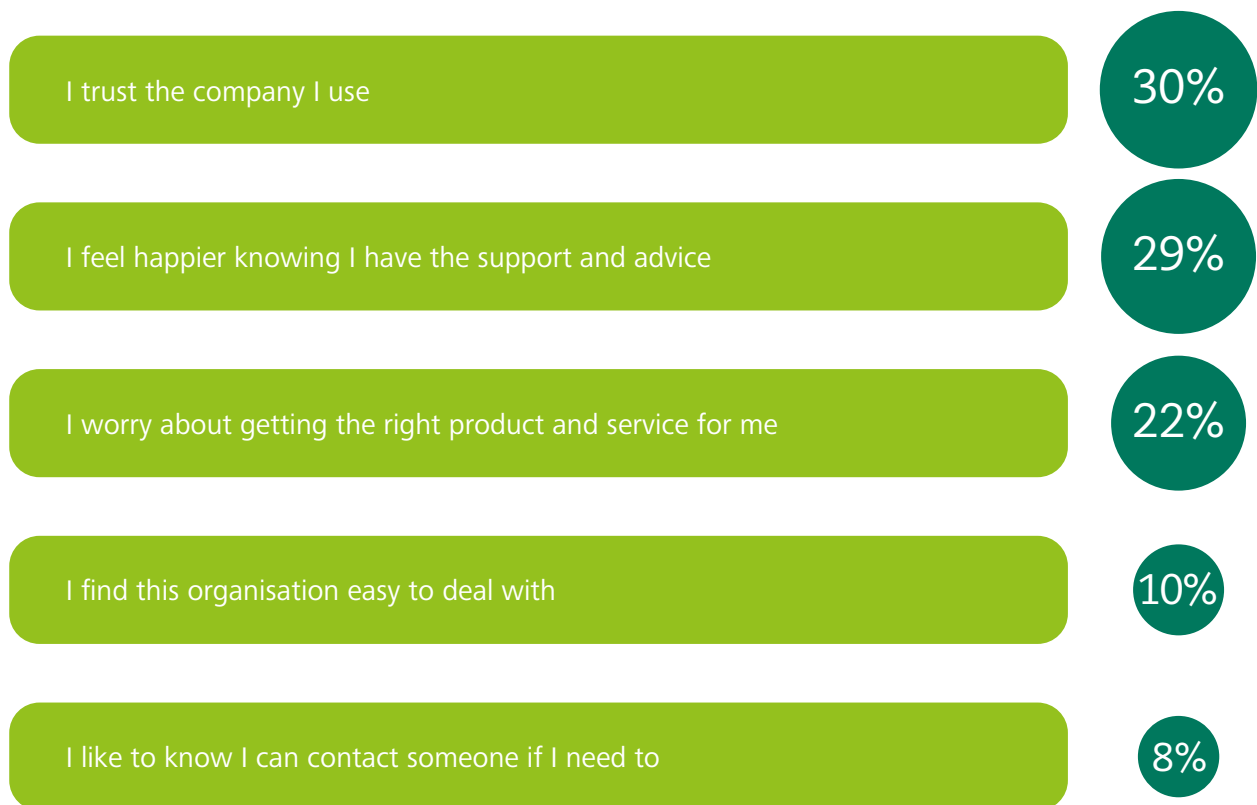 I trust the company I use
30%
I feel happier knowing I have the support and advice
29%
I worry about getting the right product and service for me
22%
I find this organisation easy to deal with
10%
I like to know I can contact someone if I need to
8%